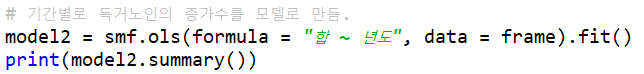 # 기간별로 독거노인의 증가수를 모델로 만듬.
model2 = smf.ols(formula = "합 ~ 년도", data = frame).fit()
print(model2.summary())